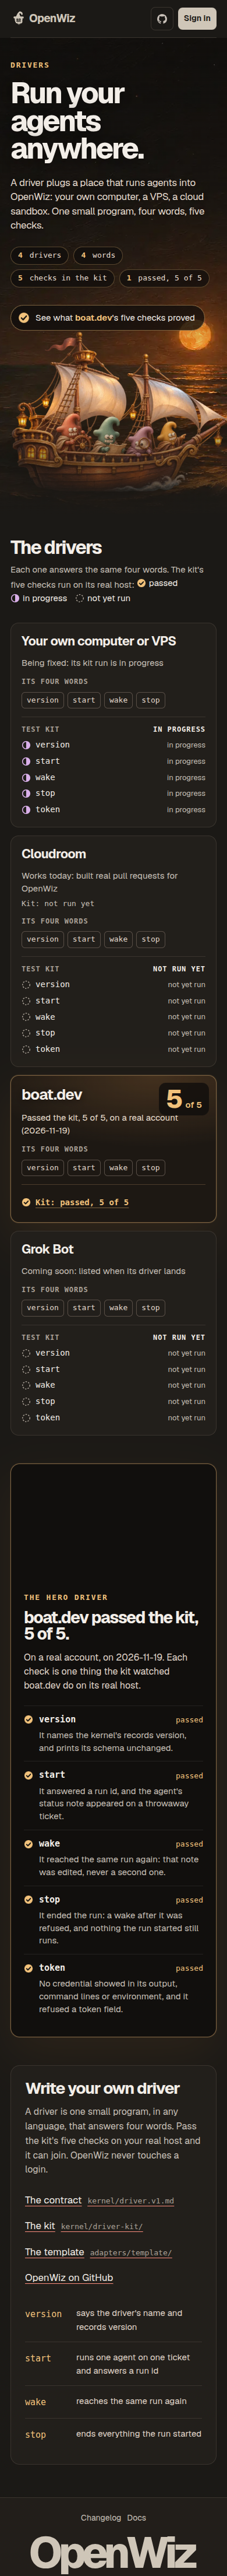 OpenWiz
Sign in
DRIVERS
Run your
agents
anywhere.
A driver plugs a place that runs agents into
OpenWiz: your own computer, a VPS, a cloud
sandbox. One small program, four words, five
checks.
4 drivers
4 words
5 checks in the kit
1 passed, 5 of 5
See what boat.dev's five checks proved
The drivers
Each one answers the same four words. The kit's
five checks run on its real host: passed
in progress not yet run
Your own computer or VPS
Being fixed: its kit run is in progress
ITS FOUR WORDS
version start wake stop
TEST KIT IN PROGRESS
version in progress
start in progress
wake in progress
stop in progress
token in progress
Cloudroom
Works today: built real pull requests for
OpenWiz
Kit: not run yet
ITS FOUR WORDS
version start wake stop
TEST KIT NOT RUN YET
version not yet run
start not yet run
wake not yet run
stop not yet run
token not yet run
boat.dev
5 of 5
Passed the kit, 5 of 5, on a real account
(2026-11-19)
ITS FOUR WORDS
version start wake stop
Kit: passed, 5 of 5
Grok Bot
Coming soon: listed when its driver lands
ITS FOUR WORDS
version start wake stop
TEST KIT NOT RUN YET
version not yet run
start not yet run
wake not yet run
stop not yet run
token not yet run
THE HERO DRIVER
boat.dev passed the kit,
5 of 5.
On a real account, on 2026-11-19. Each
check is one thing the kit watched
boat.dev do on its real host.
version passed
It names the kernel's records version,
and prints its schema unchanged.
start passed
It answered a run id, and the agent's
status note appeared on a throwaway
ticket.
wake passed
It reached the same run again: that note
was edited, never a second one.
stop passed
It ended the run: a wake after it was
refused, and nothing the run started still
runs.
token passed
No credential showed in its output,
command lines or environment, and it
refused a token field.
Write your own driver
A driver is one small program, in any
language, that answers four words. Pass
the kit's five checks on your real host and
it can join. OpenWiz never touches a
login.
The contract kernel/driver.v1.md
The kit kernel/driver-kit/
The template adapters/template/
OpenWiz on GitHub
version says the driver's name and
records version
start runs one agent on one ticket
and answers a run id
wake reaches the same run again
stop ends everything the run started
Changelog Docs
OpenWiz